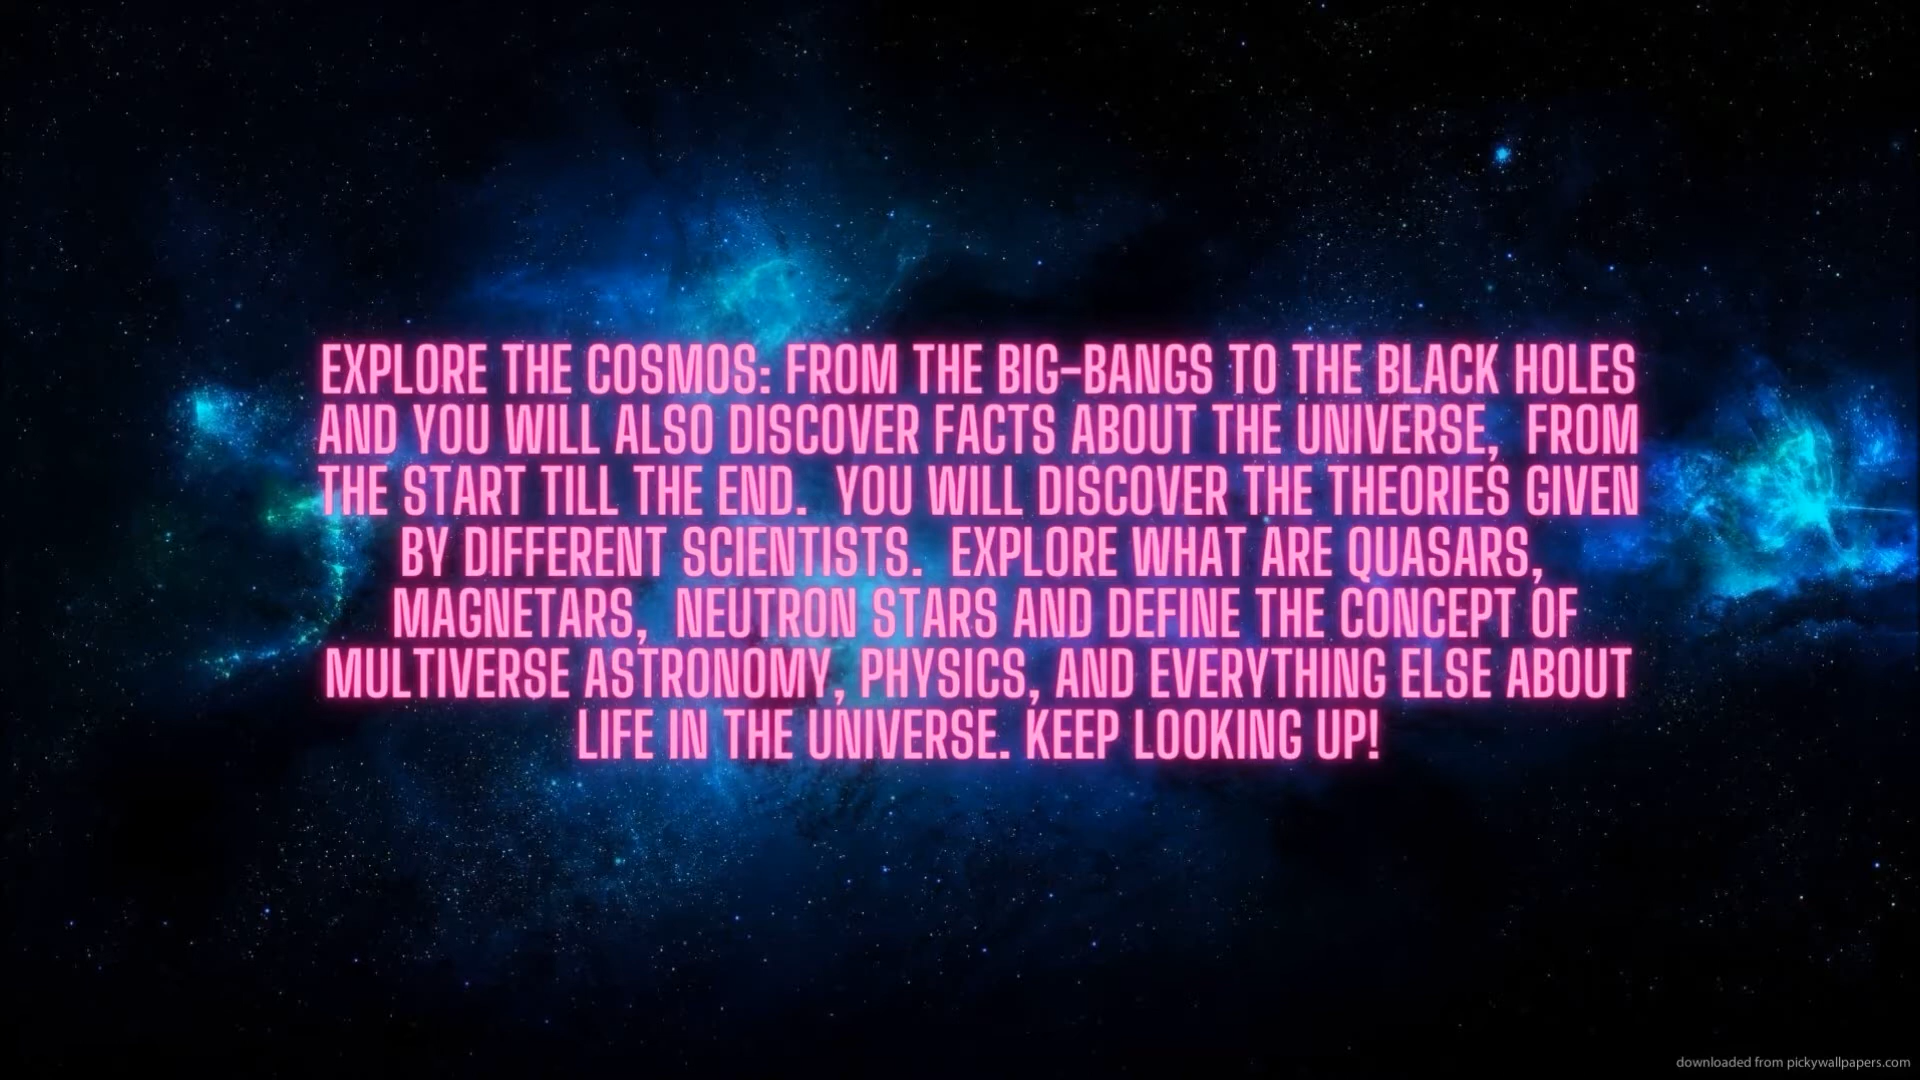 EXPLORE THE COSMOS: FROM THE BIG-BANGS TO THE BLACK HOLES
AND YOU WILL ALSO DISCOVER FACTS ABOUT THE UNIVERSE, FROM
THE START TILL THE END. YOU WILL DISCOVER THE THEORIES GIVEN
BY DIFFERENT SCIENTISTS. EXPLORE WHAT ARE QUASARS,
MAGNETARS, NEUTRON STARS AND DEFINE THE CONCEPT OF
MULTIVERSE ASTRONOMY, PHYSICS, AND EVERYTHING ELSE ABOUT
LIFE IN THE UNIVERSE. KEEP LOOKING UP!
downloaded from pickywallpapers.com